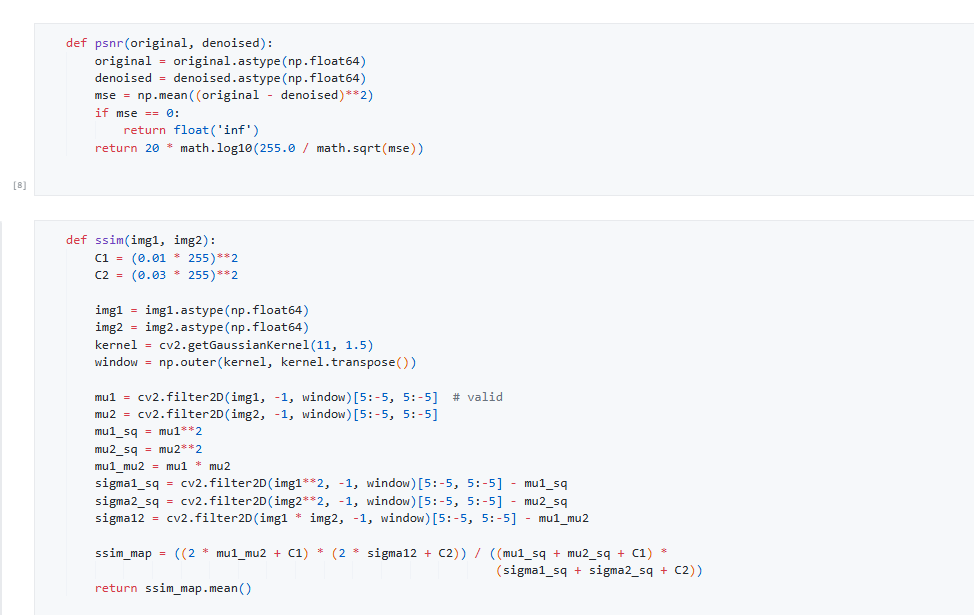 def psnr(original, denoised):
    original = original.astype(np.float64)
    denoised = denoised.astype(np.float64)
    mse = np.mean((original - denoised)**2)
    if mse == 0:
        return float('inf')
    return 20 * math.log10(255.0 / math.sqrt(mse))
[8]
def ssim(img1, img2):
    C1 = (0.01 * 255)**2
    C2 = (0.03 * 255)**2
    img1 = img1.astype(np.float64)
    img2 = img2.astype(np.float64)
    kernel = cv2.getGaussianKernel(11, 1.5)
    window = np.outer(kernel, kernel.transpose())
    mu1 = cv2.filter2D(img1, -1, window)[5:-5, 5:-5]  # valid
    mu2 = cv2.filter2D(img2, -1, window)[5:-5, 5:-5]
    mu1_sq = mu1**2
    mu2_sq = mu2**2
    mu1_mu2 = mu1 * mu2
    sigma1_sq = cv2.filter2D(img1**2, -1, window)[5:-5, 5:-5] - mu1_sq
    sigma2_sq = cv2.filter2D(img2**2, -1, window)[5:-5, 5:-5] - mu2_sq
    sigma12 = cv2.filter2D(img1 * img2, -1, window)[5:-5, 5:-5] - mu1_mu2
    ssim_map = ((2 * mu1_mu2 + C1) * (2 * sigma12 + C2)) / ((mu1_sq + mu2_sq + C1) *
                                                            (sigma1_sq + sigma2_sq + C2))
    return ssim_map.mean()